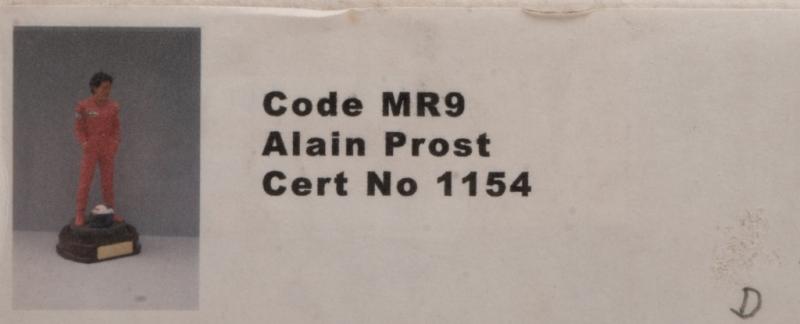 Code MR9
Alain Prost
Cert No 1154
D